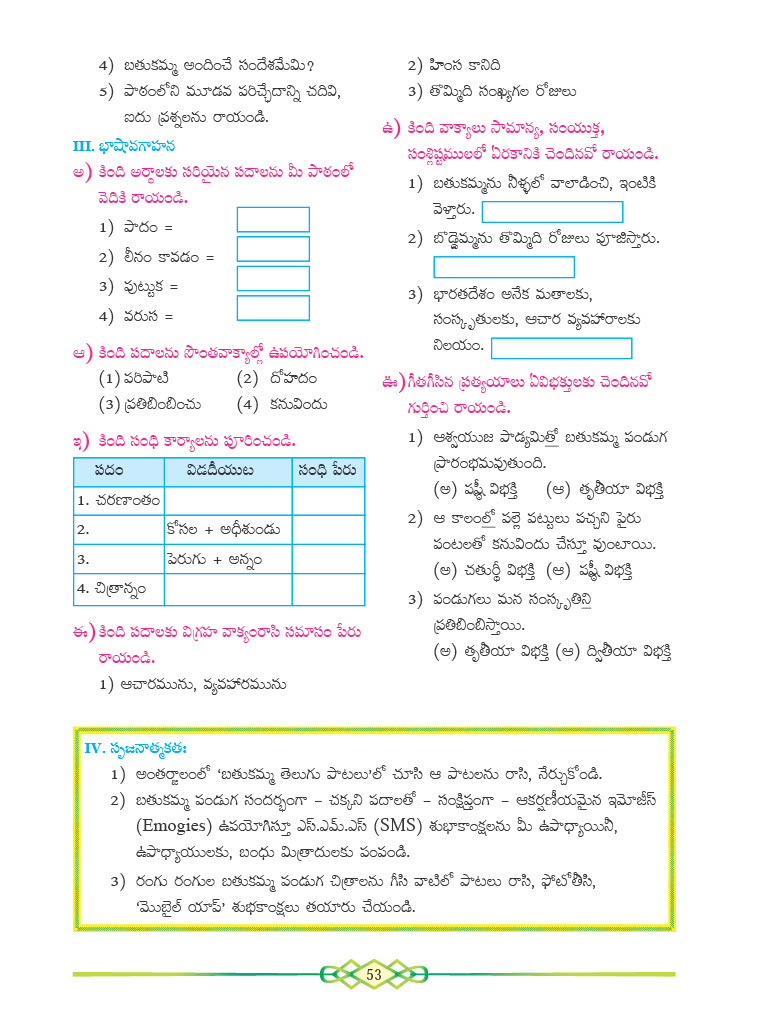 4) బతుకమ్మ అందించే సందేశమేమి?
5) పాఠంలోని మూడవ పరిచ్ఛేదాన్ని చదివి,
ఐదు ప్రశ్నలను రాయండి.
III. భాషావగాహన
అ) కింది అర్థాలకు సరియైన పదాలను మీ పాఠంలో
వెదికి రాయండి.
1) పాదం =
2) లీనం కావడం =
3) పుట్టుక =
4) వరుస =
ఆ) కింది పదాలను సొంతవాక్యాల్లో ఉపయోగించండి.
(1) పరిపాటి (2) దోహదం
(3) ప్రతిబింబించు (4) కనువిందు
ఇ) కింది సంధి కార్యాలను పూరించండి.
పదం విడదీయుట సంధి పేరు
1. చరణాంతం
2. కోసల + అధీశుండు
3. పెరుగు + అన్నం
4. చిత్రాన్నం
ఈ) కింది పదాలకు విగ్రహ వాక్యంరాసి సమాసం పేరు
రాయండి.
1) ఆచారమును, వ్యవహారమును
2) హింస కానిది
3) తొమ్మిది సంఖ్యగల రోజులు
ఉ) కింది వాక్యాలు సామాన్య, సంయుక్త,
సంశ్లిష్టములలో ఏరకానికి చెందినవో రాయండి.
1) బతుకమ్మను నీళ్ళలో వాలాడించి, ఇంటికి
వెళ్తారు.
2) బొడ్డెమ్మను తొమ్మిది రోజులు పూజిస్తారు.
3) భారతదేశం అనేక మతాలకు,
సంస్కృతులకు, ఆచార వ్యవహారాలకు
నిలయం.
ఊ) గీతగీసిన ప్రత్యయాలు ఏవిభక్తులకు చెందినవో
గుర్తించి రాయండి.
1) ఆశ్వయుజ పాడ్యమితో బతుకమ్మ పండుగ
ప్రారంభమవుతుంది.
(అ) షష్ఠీ విభక్తి (ఆ) తృతీయా విభక్తి
2) ఆ కాలంలో పల్లె పట్టులు పచ్చని పైరు
పంటలతో కనువిందు చేస్తూ వుంటాయి.
(అ) చతుర్థీ విభక్తి (ఆ) షష్ఠీ విభక్తి
3) పండుగలు మన సంస్కృతిని
ప్రతిబింబిస్తాయి.
(అ) తృతీయా విభక్తి (ఆ) ద్వితీయా విభక్తి
IV. సృజనాత్మకత:
1) అంతర్జాలంలో 'బతుకమ్మ తెలుగు పాటలు'లో చూసి ఆ పాటలను రాసి, నేర్చుకోండి.
2) బతుకమ్మ పండుగ సందర్భంగా – చక్కని పదాలతో – సంక్షిప్తంగా – ఆకర్షణీయమైన ఇమోజీస్
(Emogies) ఉపయోగిస్తూ ఎస్.ఎమ్.ఎస్ (SMS) శుభాకాంక్షలను మీ ఉపాధ్యాయినీ,
ఉపాధ్యాయులకు, బంధు మిత్రాదులకు పంపండి.
3) రంగు రంగుల బతుకమ్మ పండుగ చిత్రాలను గీసి వాటిలో పాటలు రాసి, ఫోటోతీసి,
'మొబైల్ యాప్' శుభకాంక్షలు తయారు చేయండి.
53